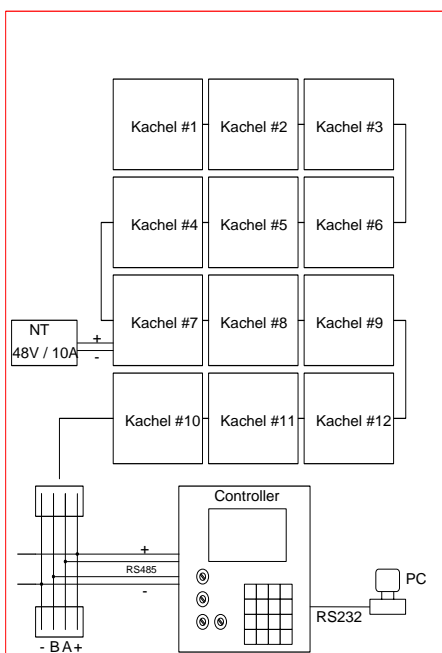 Kachel #1 Kachel #2 Kachel #3
Kachel #4 Kachel #5 Kachel #6
Kachel #7 Kachel #8 Kachel #9
NT
48V / 10A
+
-
Kachel #10 Kachel #11 Kachel #12
Controller
+
RS485
-
PC
RS232
- B A +